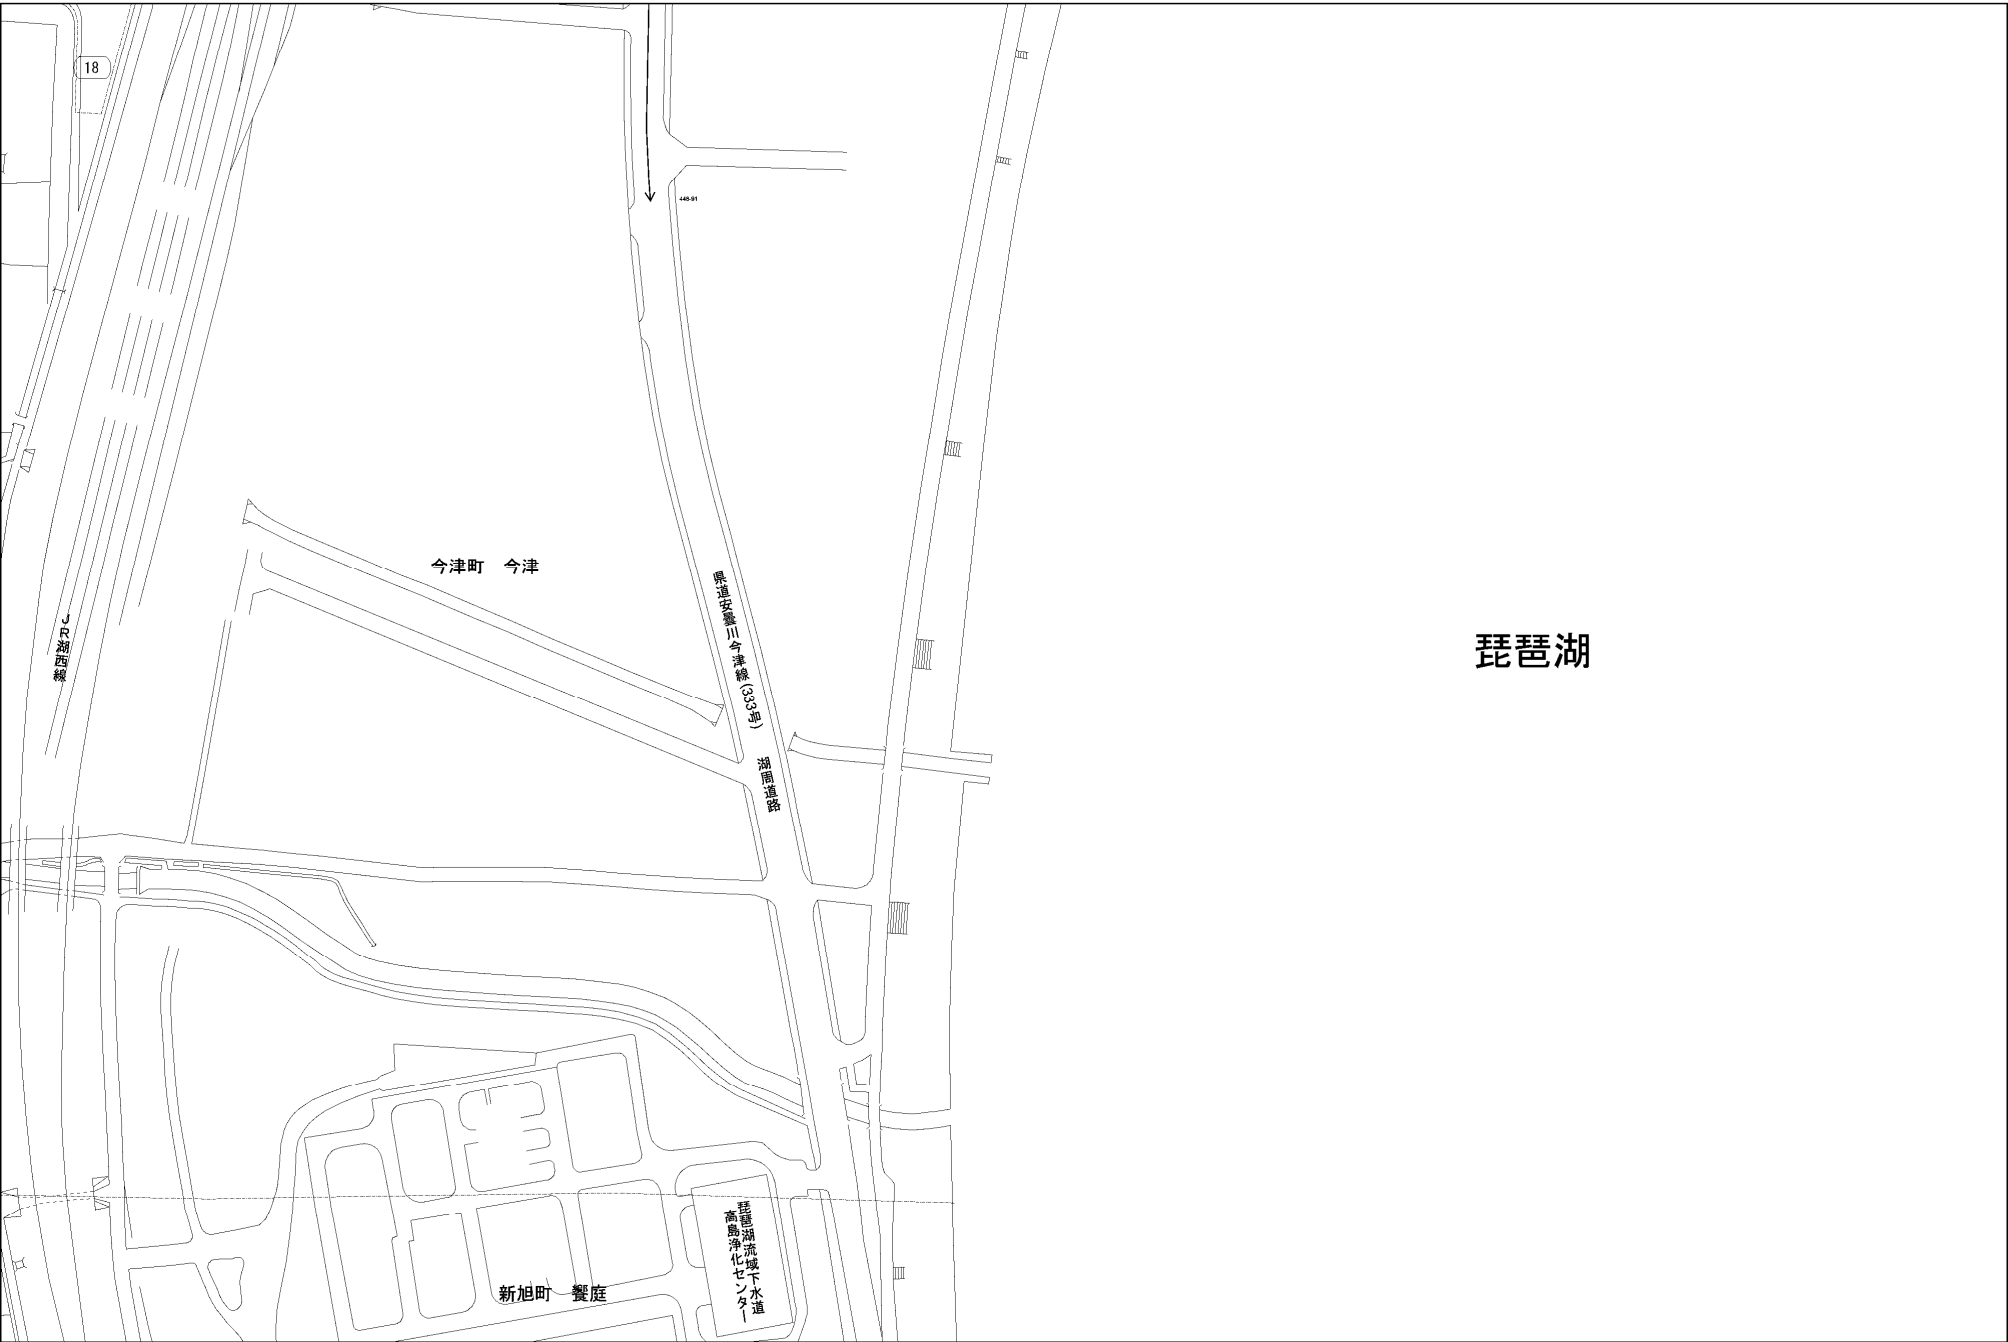 18
448-91
今津町　今津
県道安曇川今津線(333号)
湖周道路
JR湖西線
琵琶湖
琵琶湖流域下水道
高島浄化センター
新旭町　饗庭